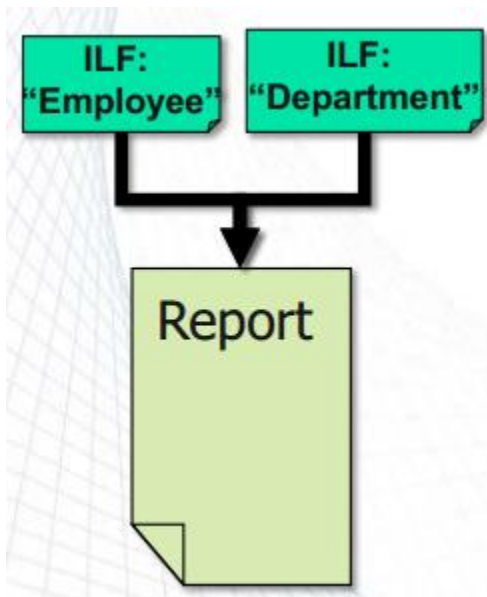 ILF:
“Employee”
ILF:
“Department”
Report